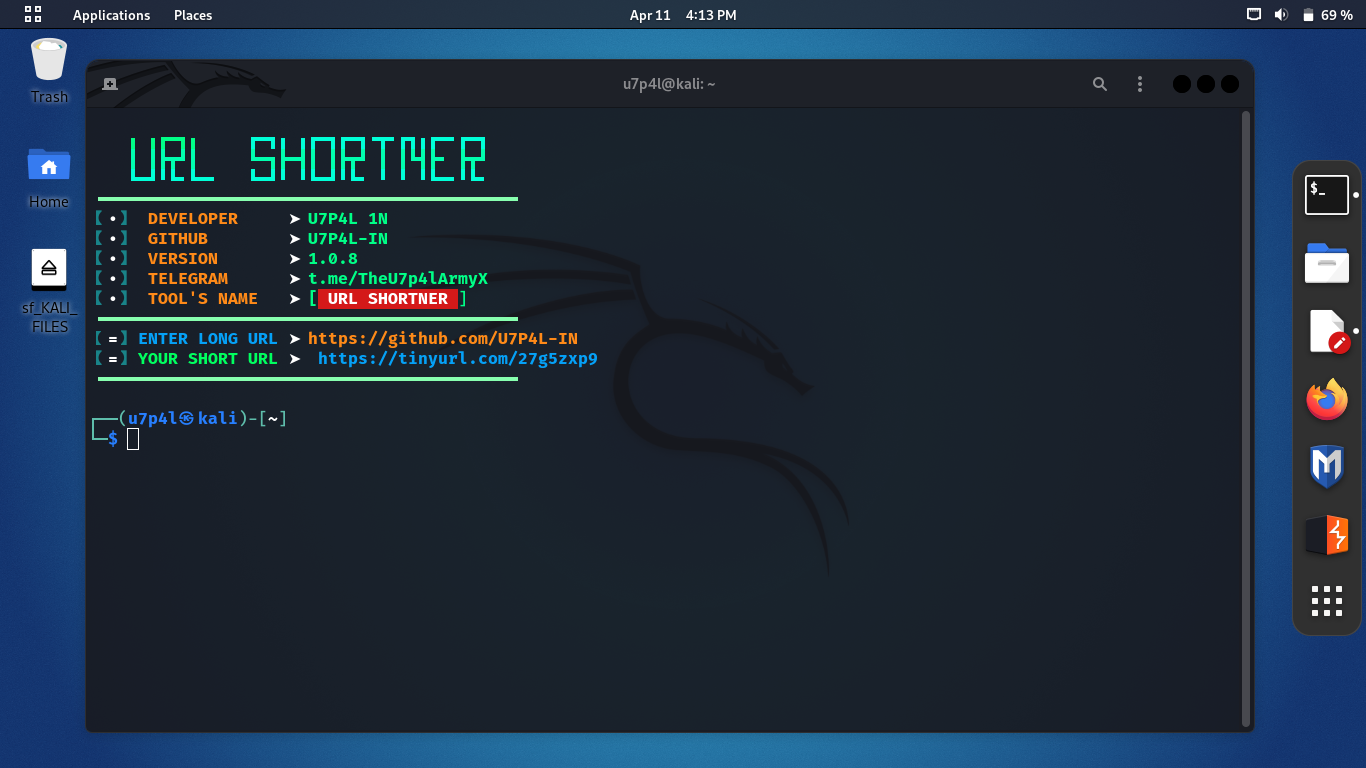 Applications Places Apr 11 4:13 PM 69 %
Trash
Home
sf_KALI_
FILES
u7p4l@kali: ~
URL SHORTNER
【•】 DEVELOPER ➤ U7P4L 1N
【•】 GITHUB ➤ U7P4L-IN
【•】 VERSION ➤ 1.0.8
【•】 TELEGRAM ➤ t.me/TheU7p4lArmyX
【•】 TOOL'S NAME ➤ [ URL SHORTNER ]
【=】 ENTER LONG URL ➤ https://github.com/U7P4L-IN
【=】 YOUR SHORT URL ➤ https://tinyurl.com/27g5zxp9
┌──(u7p4l㉿kali)-[~]
└─$
$_